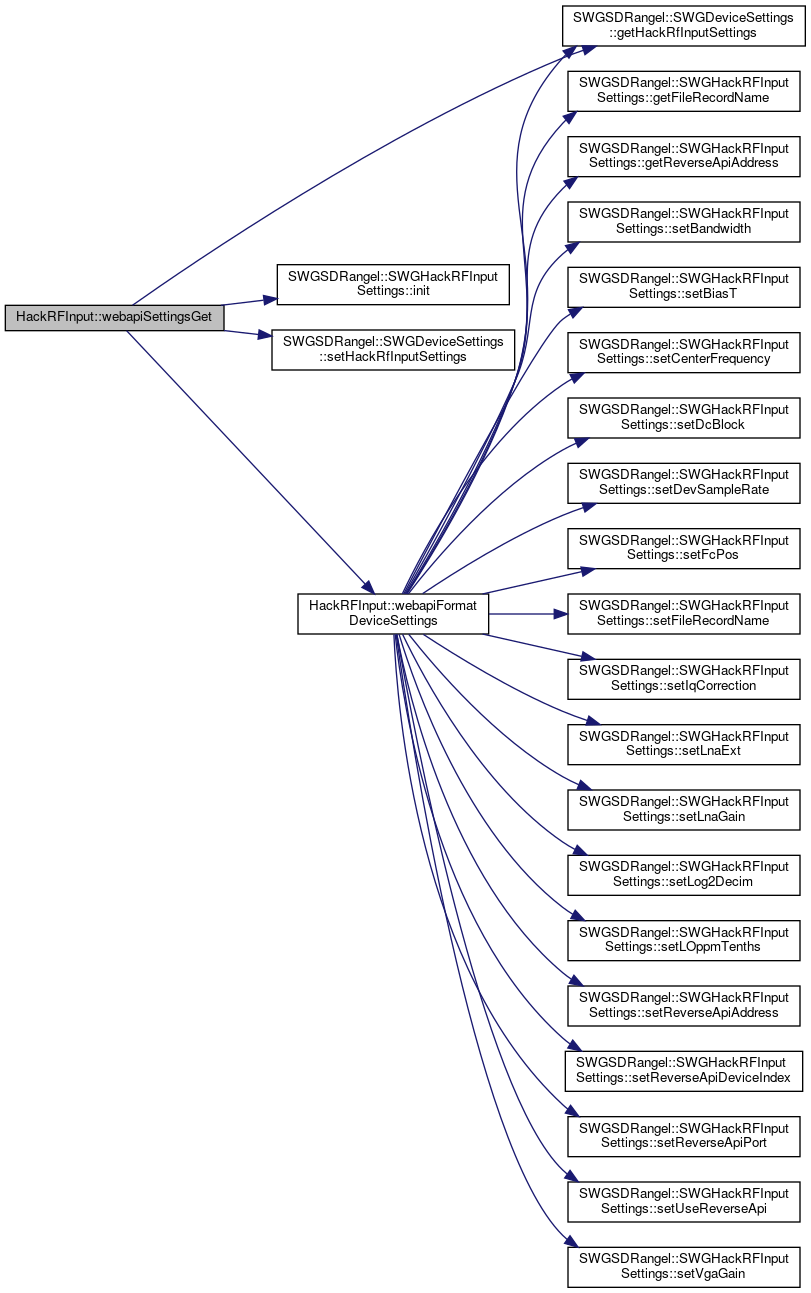 HackRFInput::webapiSettingsGet
SWGSDRangel::SWGDeviceSettings
::getHackRfInputSettings
SWGSDRangel::SWGHackRFInput
Settings::init
SWGSDRangel::SWGDeviceSettings
::setHackRfInputSettings
HackRFInput::webapiFormat
DeviceSettings
SWGSDRangel::SWGHackRFInput
Settings::getFileRecordName
SWGSDRangel::SWGHackRFInput
Settings::getReverseApiAddress
SWGSDRangel::SWGHackRFInput
Settings::setBandwidth
SWGSDRangel::SWGHackRFInput
Settings::setBiasT
SWGSDRangel::SWGHackRFInput
Settings::setCenterFrequency
SWGSDRangel::SWGHackRFInput
Settings::setDcBlock
SWGSDRangel::SWGHackRFInput
Settings::setDevSampleRate
SWGSDRangel::SWGHackRFInput
Settings::setFcPos
SWGSDRangel::SWGHackRFInput
Settings::setFileRecordName
SWGSDRangel::SWGHackRFInput
Settings::setIqCorrection
SWGSDRangel::SWGHackRFInput
Settings::setLnaExt
SWGSDRangel::SWGHackRFInput
Settings::setLnaGain
SWGSDRangel::SWGHackRFInput
Settings::setLog2Decim
SWGSDRangel::SWGHackRFInput
Settings::setLOppmTenths
SWGSDRangel::SWGHackRFInput
Settings::setReverseApiAddress
SWGSDRangel::SWGHackRFInput
Settings::setReverseApiDeviceIndex
SWGSDRangel::SWGHackRFInput
Settings::setReverseApiPort
SWGSDRangel::SWGHackRFInput
Settings::setUseReverseApi
SWGSDRangel::SWGHackRFInput
Settings::setVgaGain